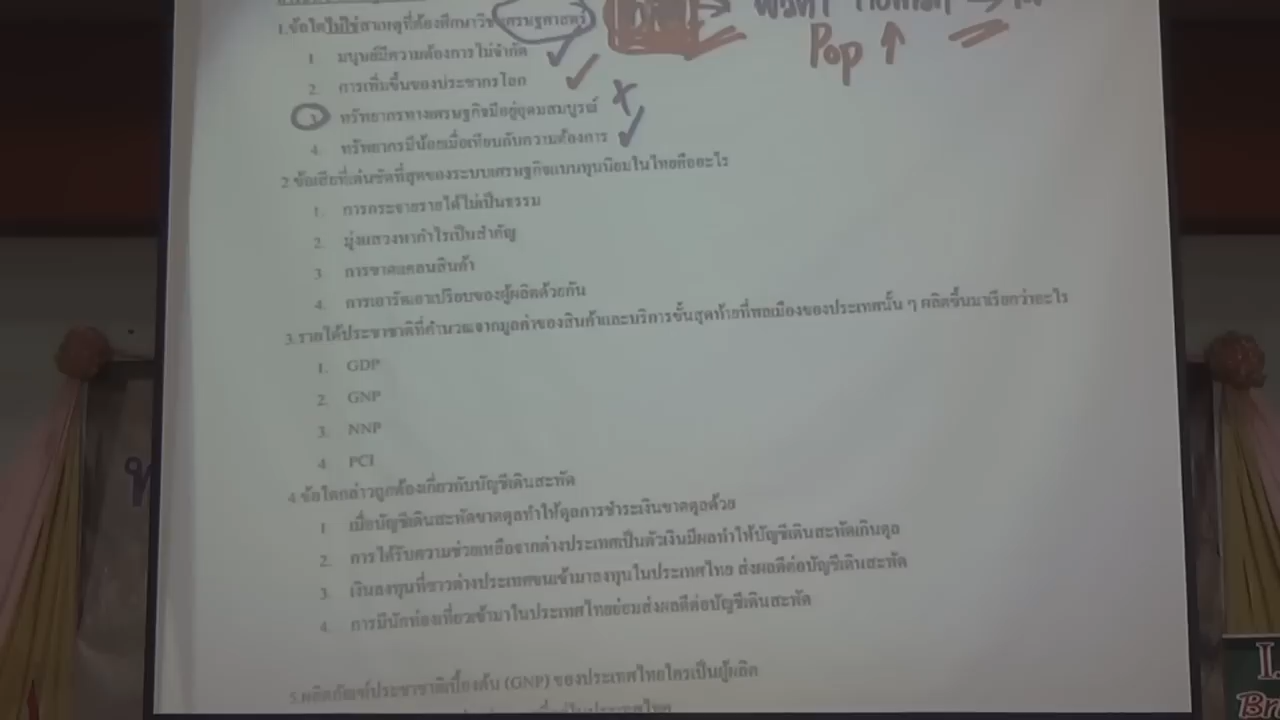 Pop ↑
1.ข้อใดไม่ใช่สาเหตุที่ต้องศึกษาวิชาเศรษฐศาสตร์
1. มนุษย์มีความต้องการไม่จำกัด
2. การเพิ่มขึ้นของประชากรโลก
3. ทรัพยากรทางเศรษฐกิจมีอยู่อุดมสมบูรณ์
4. ทรัพยากรมีน้อยเมื่อเทียบกับความต้องการ
2.ข้อเสียที่เด่นชัดที่สุดของระบบเศรษฐกิจแบบทุนนิยมในไทยคืออะไร
1. การกระจายรายได้ไม่เป็นธรรม
2. มุ่งแสวงหากำไรเป็นสำคัญ
3. การขาดแคลนสินค้า
4. การเอารัดเอาเปรียบของผู้ผลิตด้วยกัน
3.รายได้ประชาชาติที่คำนวณจากมูลค่าของสินค้าและบริการขั้นสุดท้ายที่พลเมืองของประเทศนั้น ๆ ผลิตขึ้นมาเรียกว่าอะไร
1. GDP
2. GNP
3. NNP
4. PCI
4.ข้อใดกล่าวถูกต้องเกี่ยวกับบัญชีเดินสะพัด
1. เมื่อบัญชีเดินสะพัดขาดดุลทำให้ดุลการชำระเงินขาดดุลด้วย
2. การได้รับความช่วยเหลือจากต่างประเทศเป็นตัวเงินมีผลทำให้บัญชีเดินสะพัดเกินดุล
3. เงินลงทุนที่ชาวต่างประเทศขนเข้ามาลงทุนในประเทศไทย ส่งผลดีต่อบัญชีเดินสะพัด
4. การมีนักท่องเที่ยวเข้ามาในประเทศไทยย่อมส่งผลดีต่อบัญชีเดินสะพัด
5.ผลิตภัณฑ์ประชาชาติเบื้องต้น (GNP) ของประเทศไทยใครเป็นผู้ผลิต